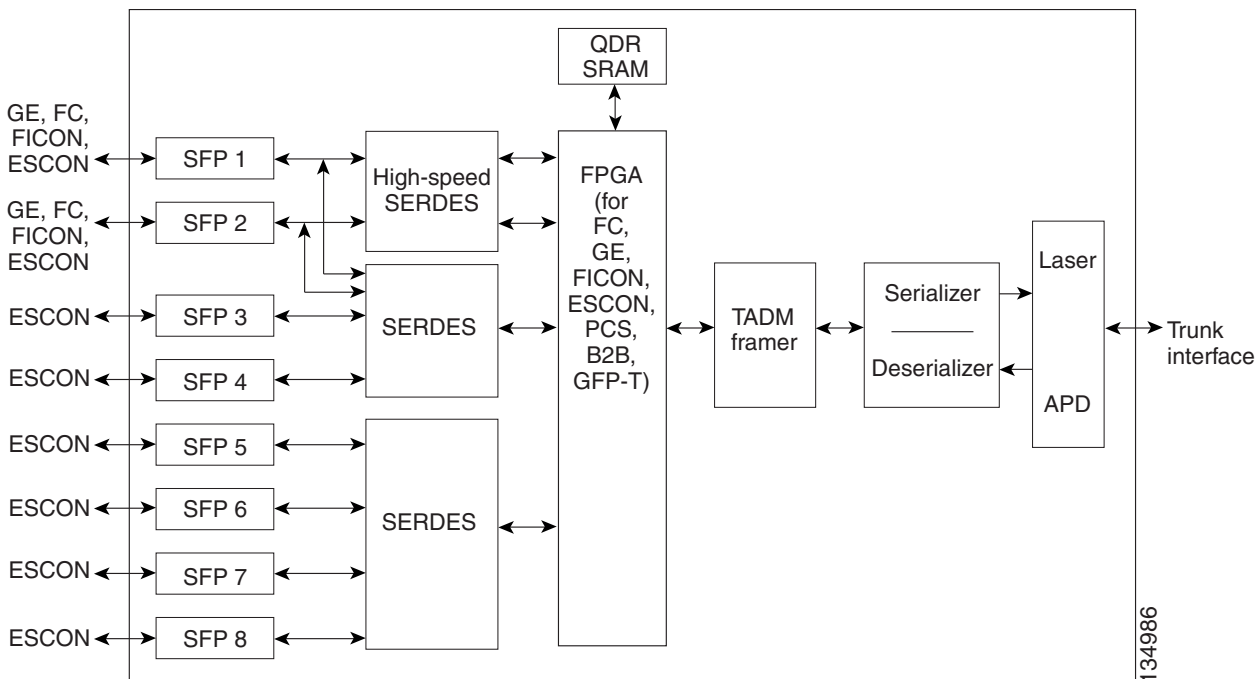 QDR
SRAM
GE, FC,
FICON,
ESCON
SFP 1
GE, FC,
FICON,
ESCON
SFP 2
ESCON
SFP 3
ESCON
SFP 4
ESCON
SFP 5
ESCON
SFP 6
ESCON
SFP 7
ESCON
SFP 8
High-speed
SERDES
SERDES
SERDES
FPGA
(for
FC,
GE,
FICON,
ESCON,
PCS,
B2B,
GFP-T)
TADM
framer
Serializer
Deserializer
Laser
APD
Trunk
interface
134986